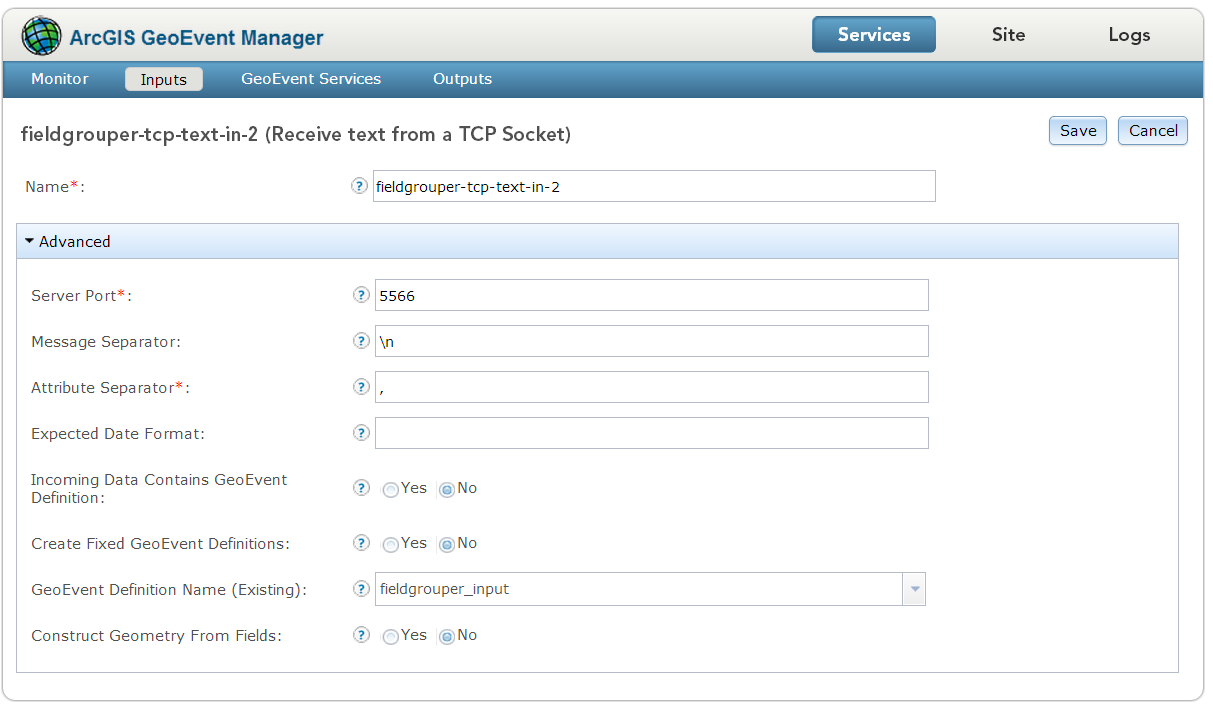 ArcGIS GeoEvent Manager
Services Site Logs
Monitor Inputs GeoEvent Services Outputs
fieldgrouper-tcp-text-in-2 (Receive text from a TCP Socket)
Save Cancel
Name*: ? fieldgrouper-tcp-text-in-2
Advanced
Server Port*: ? 5566
Message Separator: ? \n
Attribute Separator*: ? ,
Expected Date Format: ?
Incoming Data Contains GeoEvent
Definition: ? Yes No
Create Fixed GeoEvent Definitions: ? Yes No
GeoEvent Definition Name (Existing): ? fieldgrouper_input
Construct Geometry From Fields: ? Yes No